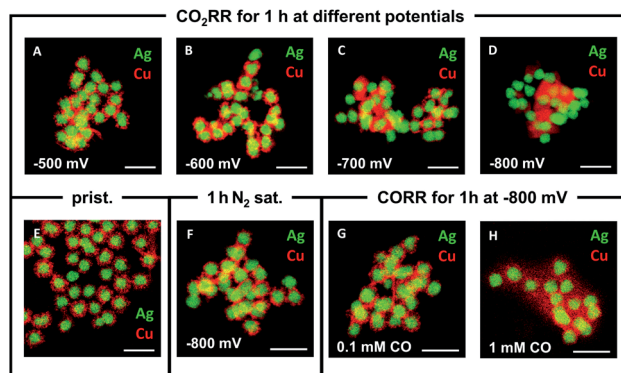 CO₂RR for 1 h at different potentials
A Ag
Cu
-500 mV
B Ag
Cu
-600 mV
C Ag
Cu
-700 mV
D Ag
Cu
-800 mV
prist.
1 h N₂ sat.
CORR for 1h at -800 mV
E
Ag
Cu
F Ag
Cu
-800 mV
G Ag
Cu
0.1 mM CO
H Ag
Cu
1 mM CO